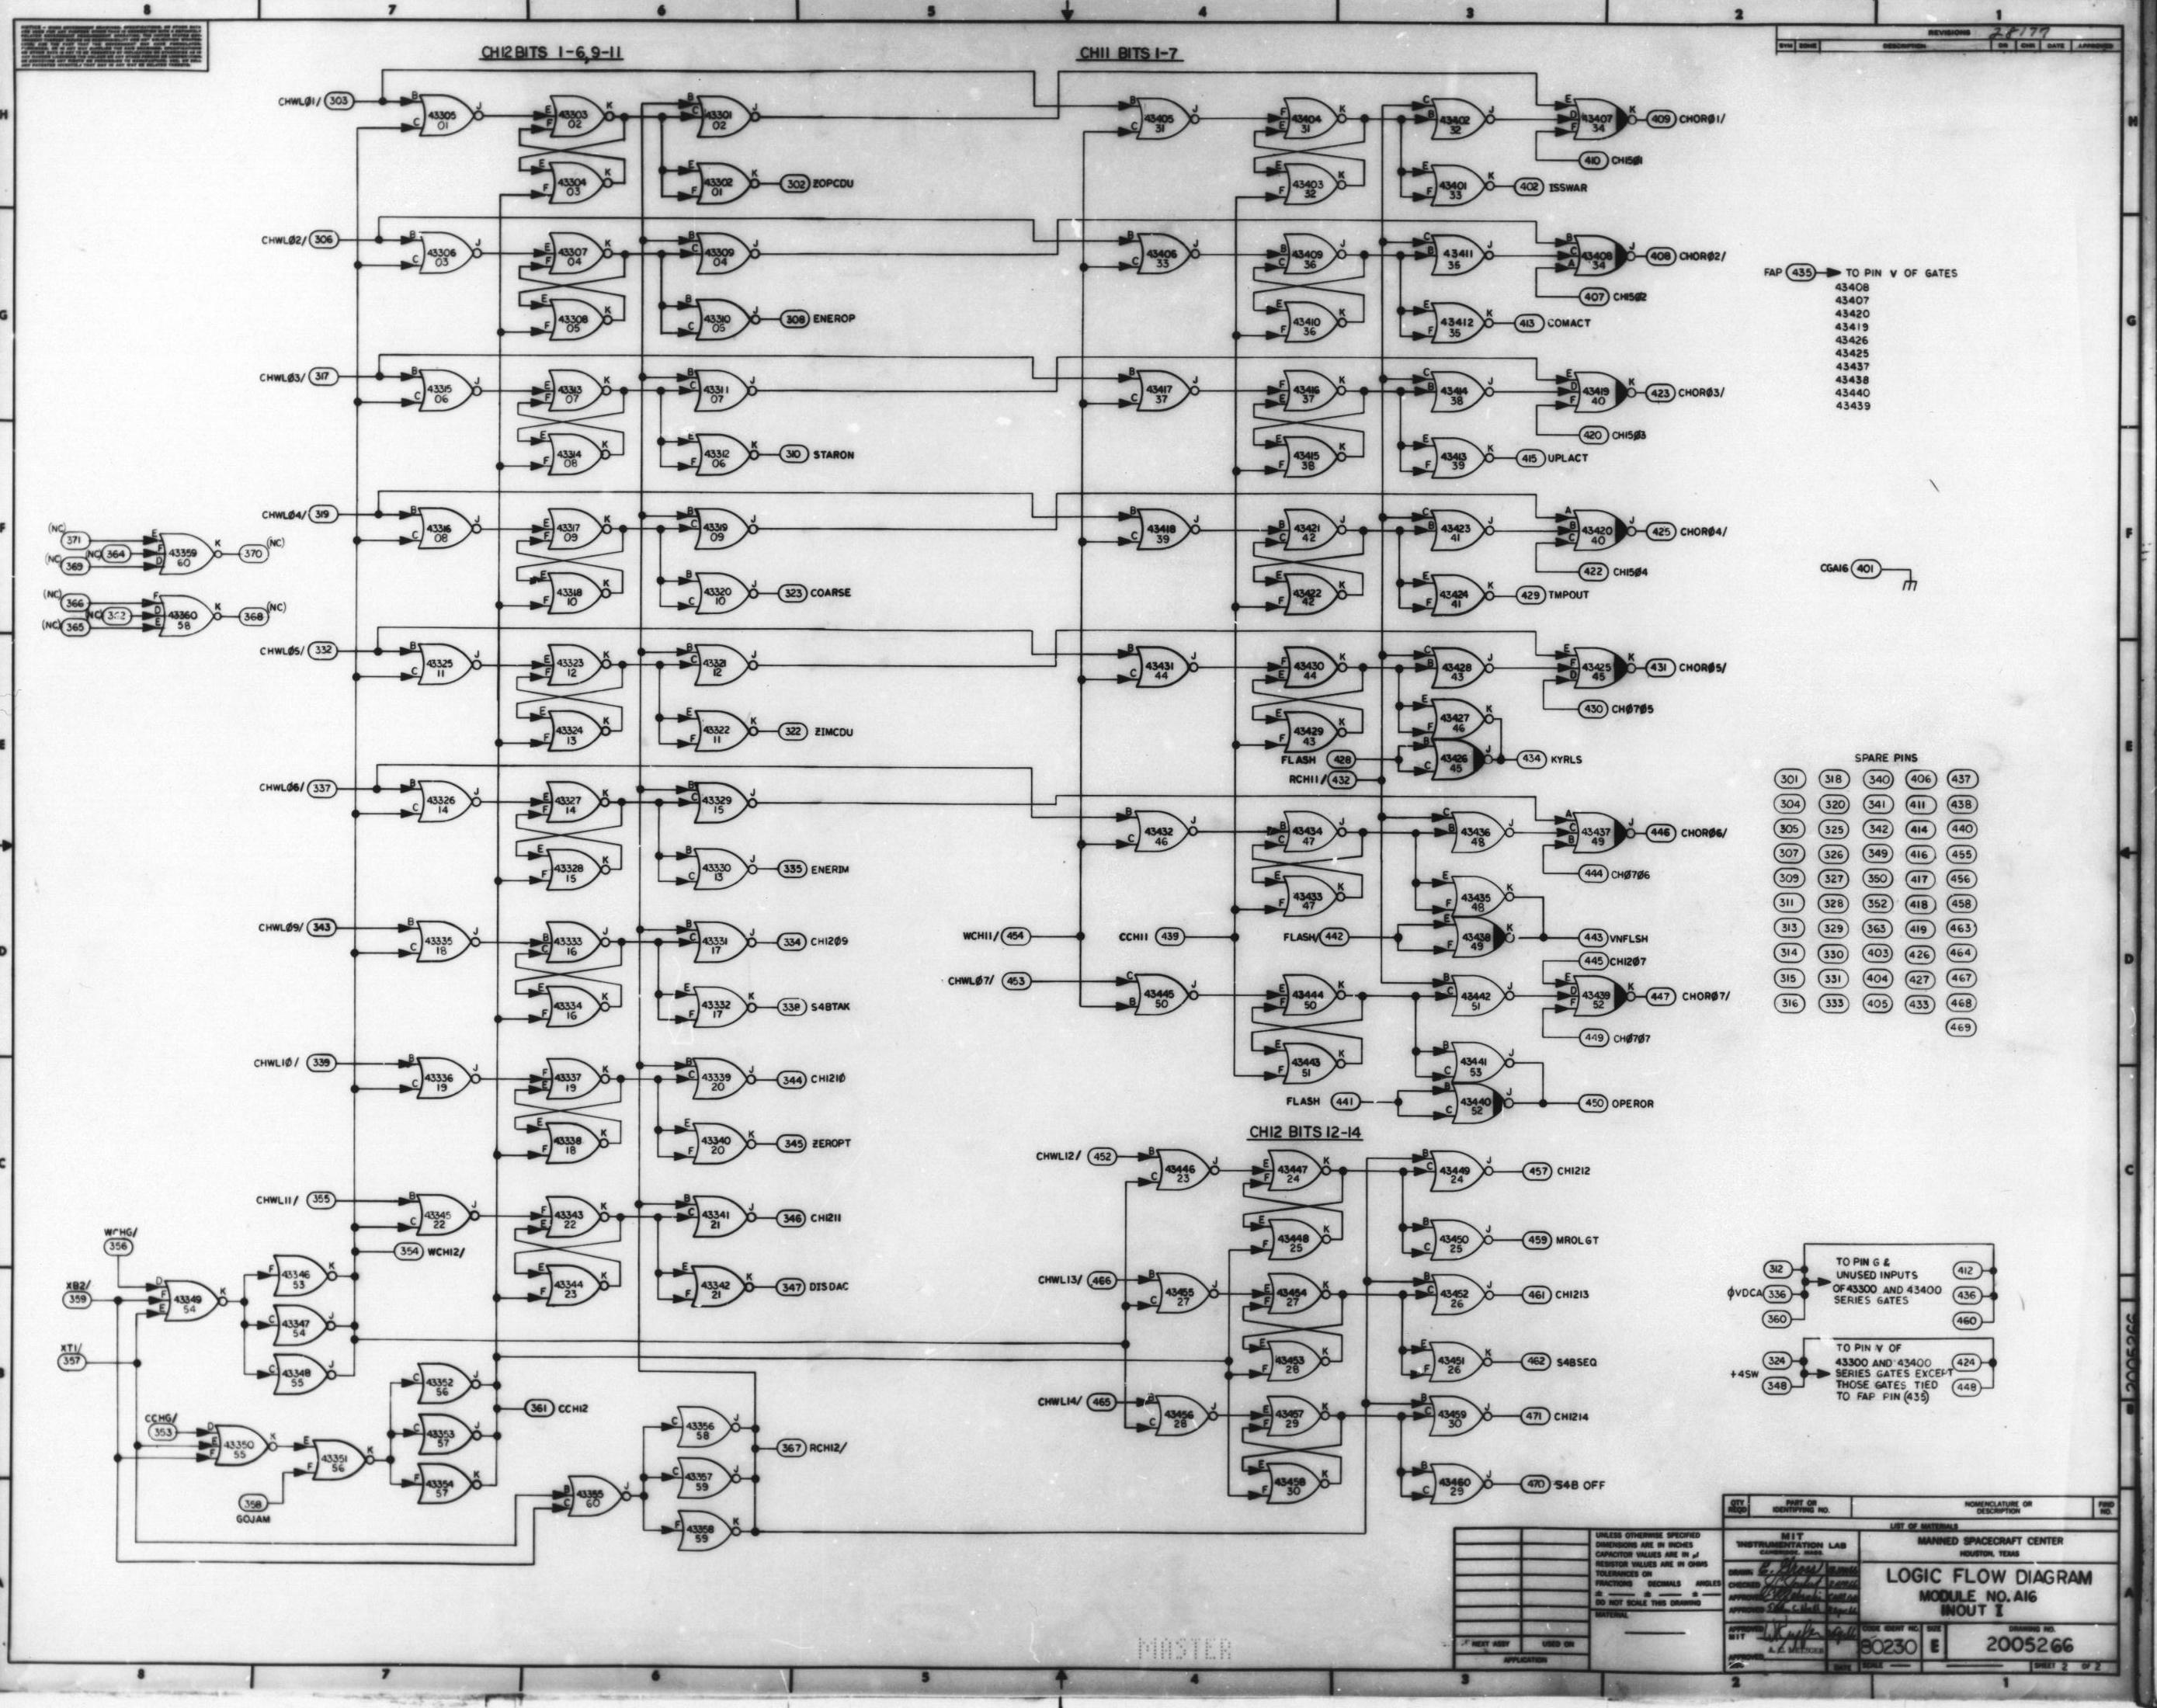 8 7 6 5 4 3 2 1
28177
REVISIONS
SYM ZONE DESCRIPTION DR CHK DATE APPROVED
CH12 BITS 1-6,9-11
CH11 BITS 1-7
CHWLØ1/ 303
B C 43305 01 J
E F 43303 02 K
B C 43301 02 J
E F 43304 03 K
E F 43302 01 K
302 ZOPCDU
B C 43405 31 J
F E 43404 31 K
C B 43402 32 J
E D F 43407 34 K
409 CHORØ1/
410 CH15Ø1
E F 43403 32 K
E F 43401 33 K
402 ISSWAR
CHWLØ2/ 306
B C 43306 03 J
E F 43307 04 K
B C 43309 04 J
E F 43308 05 K
B C 43310 05 J
308 ENEROP
B C 43406 33 J
B C 43409 36 J
C B 43411 35 J
B C A 43408 34 J
408 CHORØ2/
407 CH15Ø2
E F 43410 36 K
E F 43412 35 K
413 COMACT
FAP 435 TO PIN V OF GATES
43408
43407
43420
43419
43426
43425
43437
43438
43440
43439
CHWLØ3/ 317
B C 43315 06 J
E F 43313 07 K
B C 43311 07 J
E F 43314 08 K
E F 43312 06 K
310 STARON
B C 43417 37 J
F E 43416 37 K
C B 43414 38 J
E D F 43419 40 K
423 CHORØ3/
420 CH15Ø3
E F 43415 38 K
E F 43413 39 K
415 UPLACT
CHWLØ4/ 319
B C 43316 08 J
E F 43317 09 K
B C 43319 09 J
E F 43318 10 K
B C 43320 10 J
323 COARSE
B C 43418 39 J
B C 43421 42 J
C B 43423 41 J
A B C 43420 40 J
425 CHORØ4/
422 CH15Ø4
E F 43422 42 K
E F 43424 41 K
429 TMPOUT
(NC) 371
(NC) 364
(NC) 369
E F D 43359 60 K
370 (NC)
(NC) 366
(NC) 365
F D E 43360 58 K
368 (NC)
CGA16 401
CHWLØ5/ 332
B C 43325 11 J
E F 43323 12 K
B C 43321 12 J
E F 43324 13 K
E F 43322 11 K
322 ZIMCDU
B C 43431 44 J
F E 43430 44 K
C B 43428 43 J
E F D 43425 45 K
431 CHORØ5/
430 CHØ7Ø5
E F 43429 43 K
E F 43427 46 K
FLASH 428
B C 43426 45 J
434 KYRLS
RCH11/ 432
CHWLØ6/ 337
B C 43326 14 J
E F 43327 14 K
B C 43329 15 J
E F 43328 15 K
B C 43330 13 J
335 ENERIM
B C 43432 46 J
B C 43434 47 J
C B 43436 48 J
A C B 43437 49 J
446 CHORØ6/
444 CHØ7Ø6
E F 43433 47 K
E F 43435 48 K
FLASH/ 442
E F 43438 49 K
443 VNFLSH
SPARE PINS
301 318 340 406 437
304 320 341 411 438
305 325 342 414 440
307 326 349 416 455
309 327 350 417 456
311 328 352 418 458
313 329 363 419 463
314 330 403 426 464
315 331 404 427 467
316 333 405 433 468
469
CHWLØ9/ 343
B C 43335 18 J
B C 43333 16 J
B C 43331 17 J
334 CH12Ø9
E F 43334 16 K
E F 43332 17 K
338 S4BTAK
WCH11/ 454
CCH11 439
CHWLØ7/ 453
C B 43445 50 J
E F 43444 50 K
B C 43442 51 J
445 CH12Ø7
E D F 43439 52 K
447 CHORØ7/
449 CHØ7Ø7
E F 43443 51 K
B C 43441 53 J
FLASH 441
B C 43440 52 J
450 OPEROR
CHWL1Ø/ 339
B C 43336 19 J
F E 43337 19 K
B C 43339 20 J
344 CH121Ø
E F 43338 18 K
E F 43340 20 K
345 ZEROPT
CH12 BITS 12-14
CHWL12/ 452
B C 43446 23 J
E F 43447 24 K
B C 43449 24 J
457 CH1212
E F 43448 25 K
B C 43450 25 J
459 MROLGT
CHWL11/ 355
B C 43345 22 J
F E 43343 22 K
B C 43341 21 J
346 CH1211
E F 43344 23 K
E F 43342 21 K
347 DISDAC
354 WCH12/
WCHG/ 356
XB2/ 359
XT1/ 357
D F E 43349 54 K
F 43346 53 K
C 43347 54 J
C 43348 55 J
CHWL13/ 466
B C 43455 27 J
E F 43454 27 K
B C 43452 26 J
461 CH1213
E F 43453 28 K
E F 43451 26 K
462 S4BSEQ
312
ØVDCA 336
360
TO PIN G &
UNUSED INPUTS
OF 43300 AND 43400
SERIES GATES
412
436
460
324
+4SW
348
TO PIN V OF
43300 AND 43400
SERIES GATES EXCEPT
THOSE GATES TIED
TO FAP PIN (435)
424
448
C 43352 56 J
C 43353 57 J
F 43354 57 K
361 CCH12
CCHG/ 353
D E F 43350 55 K
E F 43351 56 K
358
GOJAM
B C 43355 60 J
C 43356 58 J
C 43357 59 J
F 43358 59 K
367 RCH12/
CHWL14/ 465
B C 43456 28 J
E F 43457 29 K
B C 43459 30 J
471 CH1214
E F 43458 30 K
B C 43460 29 J
470 S4B OFF
QTY REQD PART OR IDENTIFYING NO. NOMENCLATURE OR DESCRIPTION FIND NO.
LIST OF MATERIALS
UNLESS OTHERWISE SPECIFIED
DIMENSIONS ARE IN INCHES
CAPACITOR VALUES ARE IN
RESISTOR VALUES ARE IN OHMS
TOLERANCES ON
FRACTIONS DECIMALS ANGLES
DO NOT SCALE THIS DRAWING
MATERIAL
NEXT ASSY USED ON
APPLICATION
MIT
INSTRUMENTATION LAB
CAMBRIDGE, MASS.
DRAWN
CHECKED
APPROVED
APPROVED
APPROVED MIT
APPROVED
MANNED SPACECRAFT CENTER
HOUSTON, TEXAS
LOGIC FLOW DIAGRAM
MODULE NO. A16
INOUT I
CODE IDENT NO. 80230
SIZE E
DRAWING NO. 2005266
SCALE
SHEET 2 OF 2
2005266
MASTER
8 7 6 5 4 3 2 1